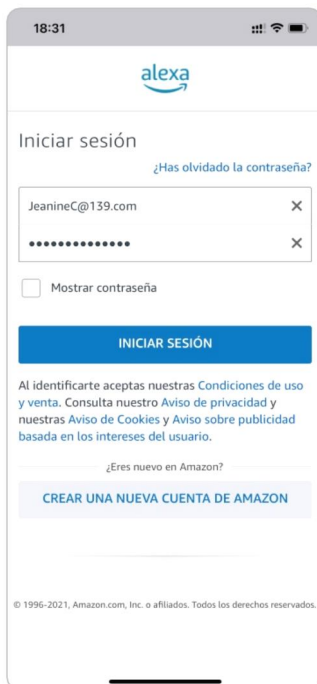 18:31
alexa
Iniciar sesión
¿Has olvidado la contraseña?
JeanineC@139.com
••••••••••••••
Mostrar contraseña
INICIAR SESIÓN
Al identificarte aceptas nuestras Condiciones de uso
y venta. Consulta nuestro Aviso de privacidad y
nuestras Aviso de Cookies y Aviso sobre publicidad
basada en los intereses del usuario.
¿Eres nuevo en Amazon?
CREAR UNA NUEVA CUENTA DE AMAZON
© 1996-2021, Amazon.com, Inc. o afiliados. Todos los derechos reservados.